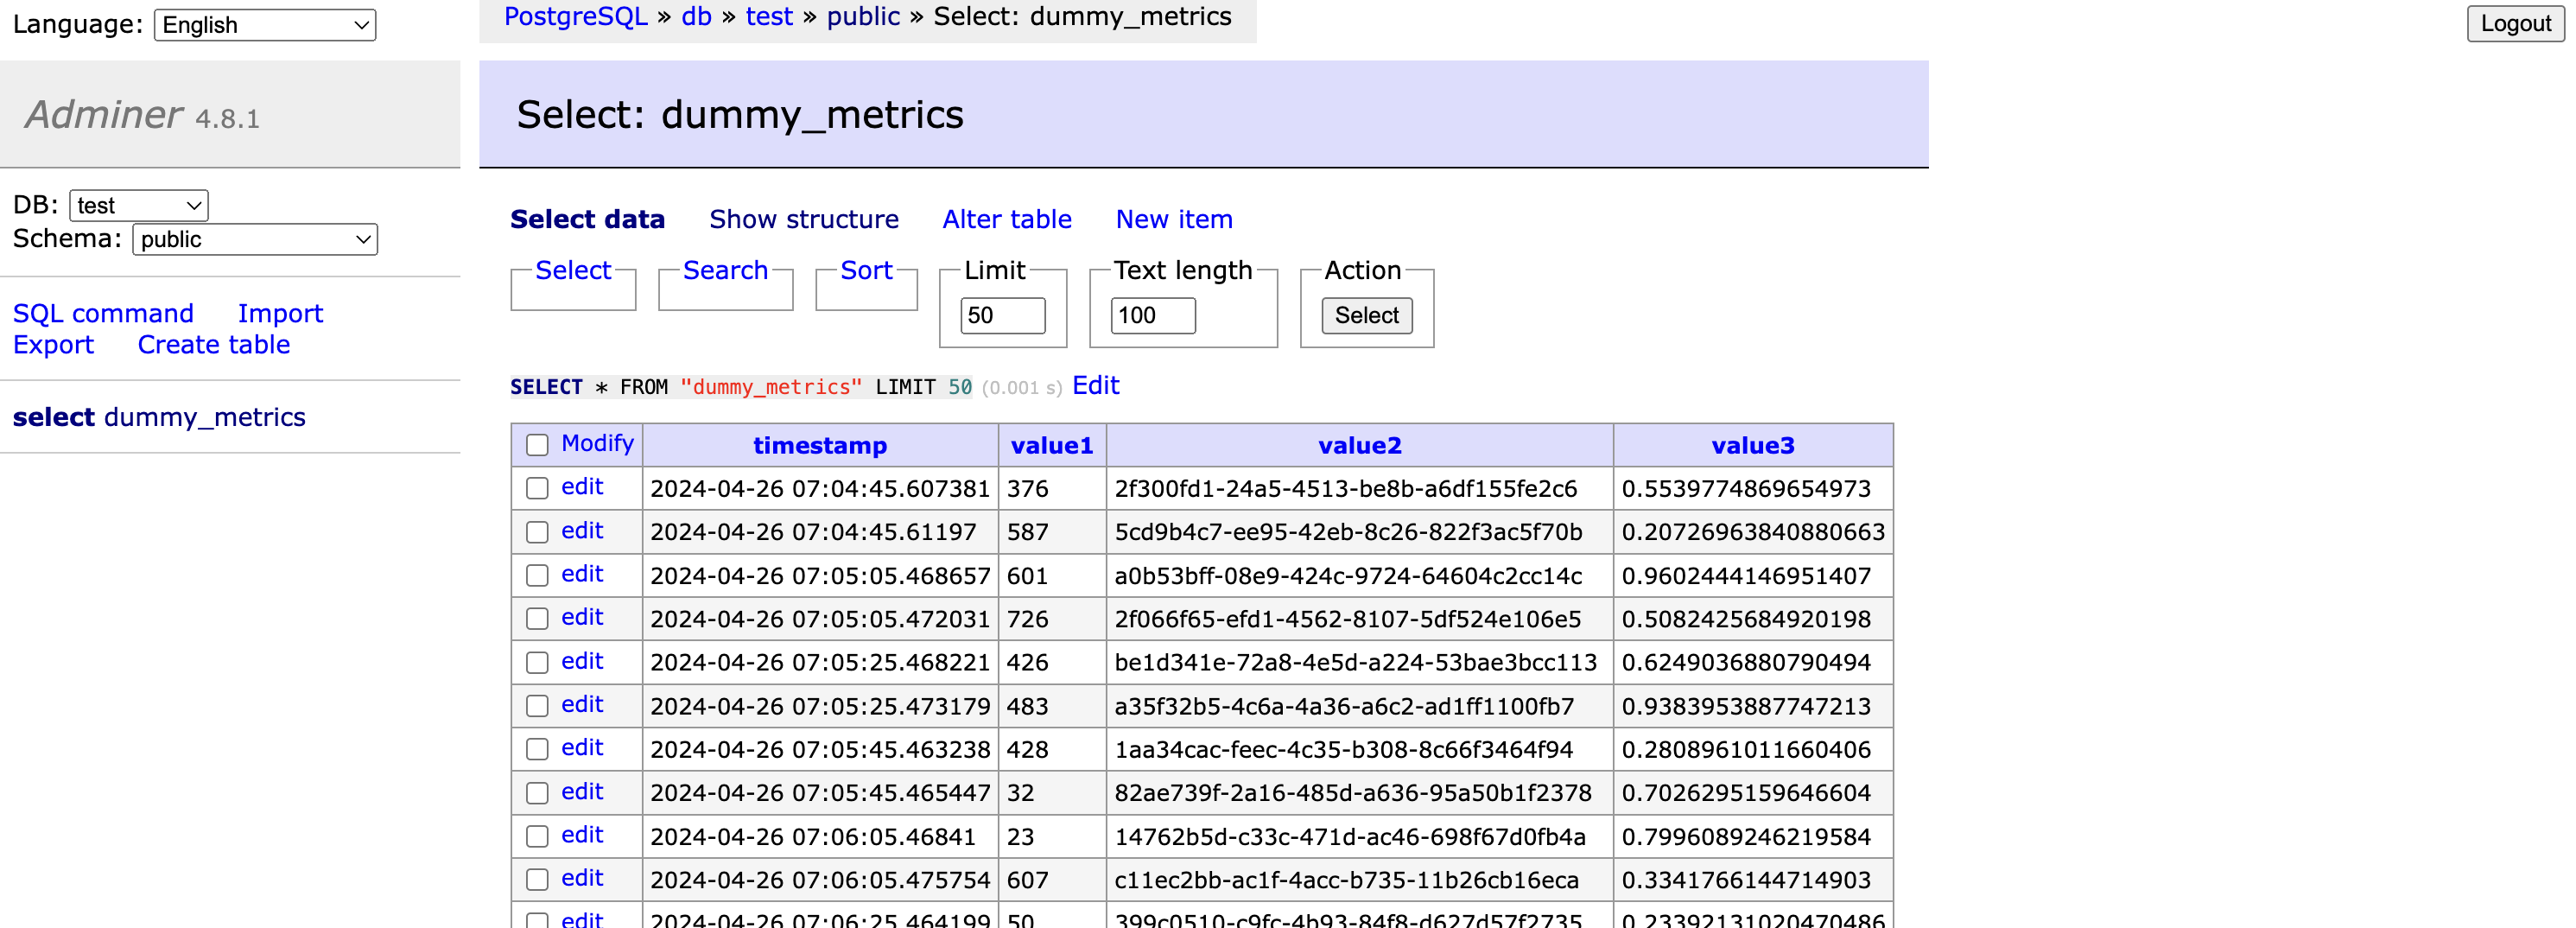 Language: English
PostgreSQL » db » test » public » Select: dummy_metrics
Logout
Adminer 4.8.1
Select: dummy_metrics
DB: test
Schema: public
SQL command Import
Export Create table
select dummy_metrics
Select data Show structure Alter table New item
Select Search Sort Limit Text length Action
50 100 Select
SELECT * FROM "dummy_metrics" LIMIT 50 (0.001 s) Edit
Modify timestamp value1 value2 value3
edit 2024-04-26 07:04:45.607381 376 2f300fd1-24a5-4513-be8b-a6df155fe2c6 0.5539774869654973
edit 2024-04-26 07:04:45.61197 587 5cd9b4c7-ee95-42eb-8c26-822f3ac5f70b 0.20726963840880663
edit 2024-04-26 07:05:05.468657 601 a0b53bff-08e9-424c-9724-64604c2cc14c 0.9602444146951407
edit 2024-04-26 07:05:05.472031 726 2f066f65-efd1-4562-8107-5df524e106e5 0.5082425684920198
edit 2024-04-26 07:05:25.468221 426 be1d341e-72a8-4e5d-a224-53bae3bcc113 0.6249036880790494
edit 2024-04-26 07:05:25.473179 483 a35f32b5-4c6a-4a36-a6c2-ad1ff1100fb7 0.9383953887747213
edit 2024-04-26 07:05:45.463238 428 1aa34cac-feec-4c35-b308-8c66f3464f94 0.2808961011660406
edit 2024-04-26 07:05:45.465447 32 82ae739f-2a16-485d-a636-95a50b1f2378 0.7026295159646604
edit 2024-04-26 07:06:05.46841 23 14762b5d-c33c-471d-ac46-698f67d0fb4a 0.7996089246219584
edit 2024-04-26 07:06:05.475754 607 c11ec2bb-ac1f-4acc-b735-11b26cb16eca 0.3341766144714903
edit 2024-04-26 07:06:25.464199 50 399c0510-c9fc-4b93-84f8-d627d57f2735 0.23392131020470486